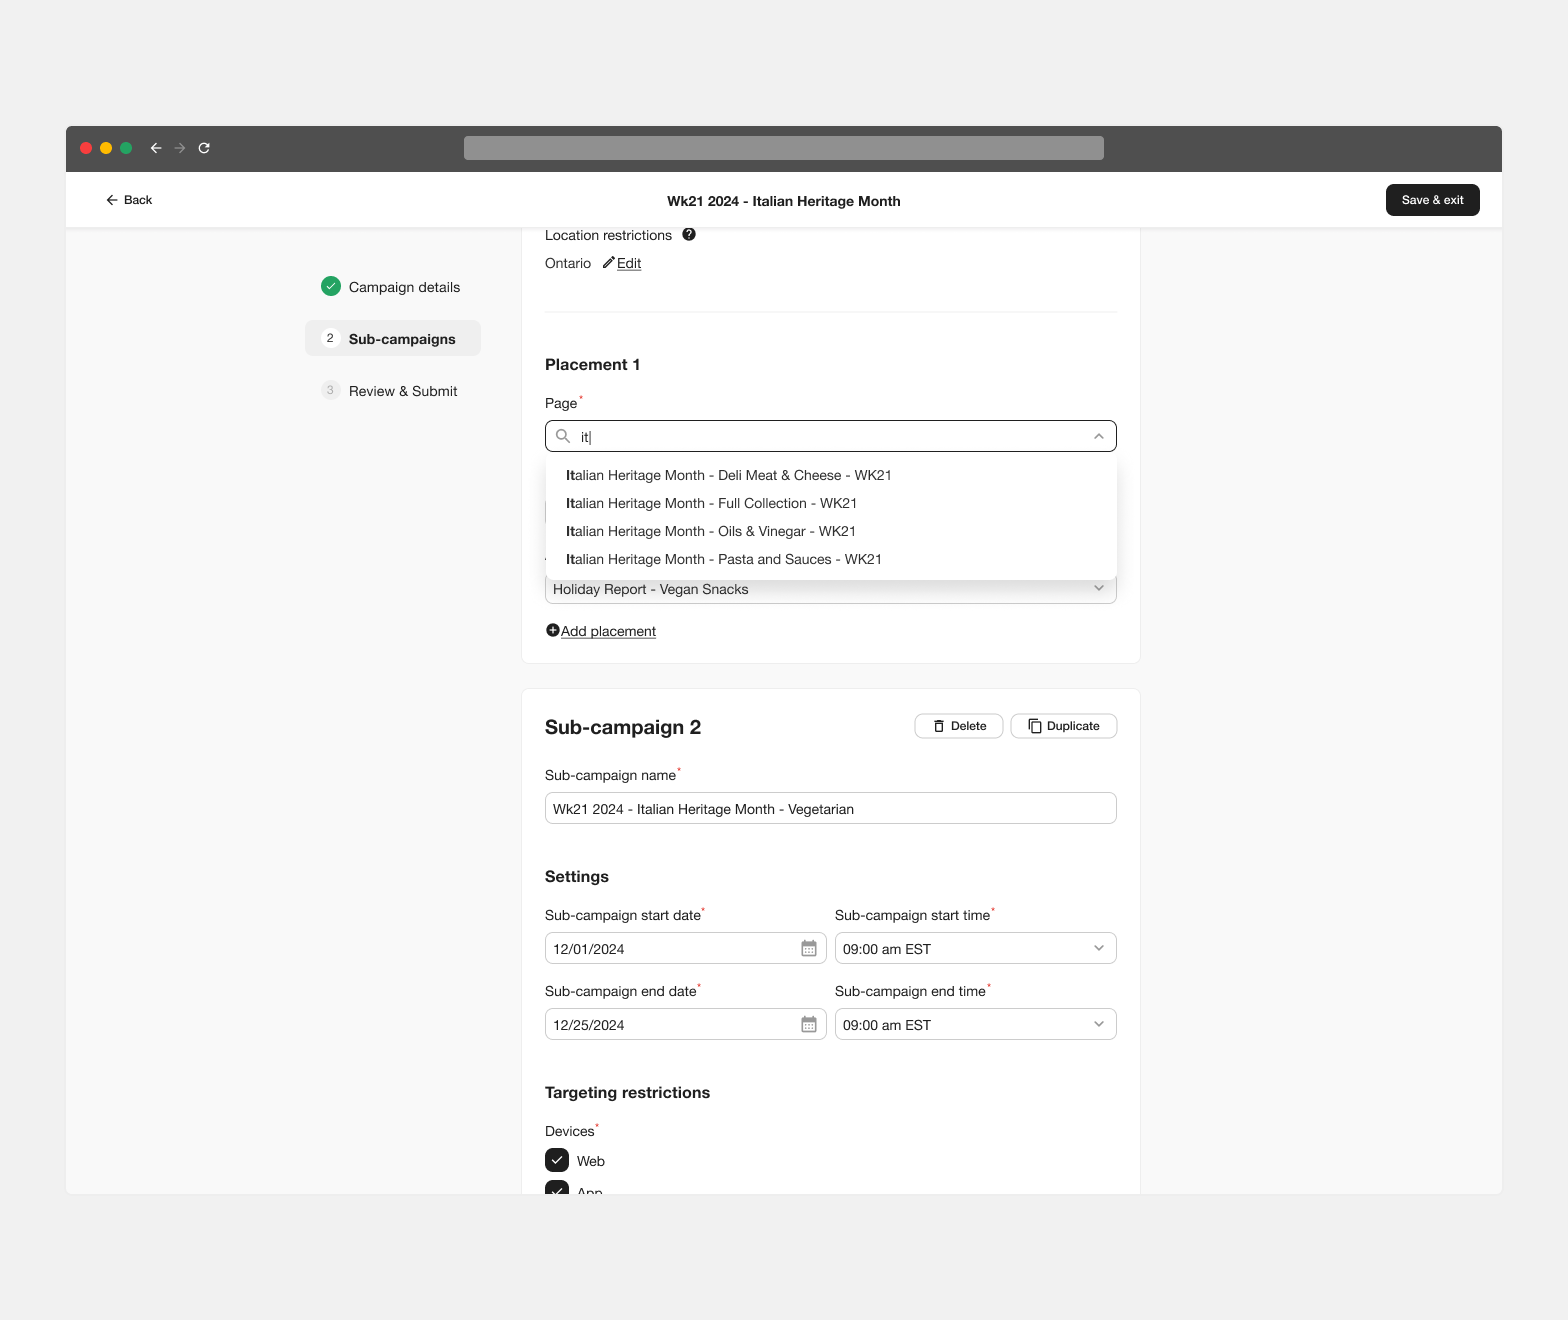 Back
Wk21 2024 - Italian Heritage Month
Save & exit
Campaign details
2 Sub-campaigns
3 Review & Submit
Location restrictions ?
Ontario Edit
Placement 1
Page*
it|
Italian Heritage Month - Deli Meat & Cheese - WK21
Italian Heritage Month - Full Collection - WK21
Italian Heritage Month - Oils & Vinegar - WK21
Italian Heritage Month - Pasta and Sauces - WK21
Holiday Report - Vegan Snacks
Add placement
Sub-campaign 2
Delete
Duplicate
Sub-campaign name*
Wk21 2024 - Italian Heritage Month - Vegetarian
Settings
Sub-campaign start date* Sub-campaign start time*
12/01/2024 09:00 am EST
Sub-campaign end date* Sub-campaign end time*
12/25/2024 09:00 am EST
Targeting restrictions
Devices*
Web
App